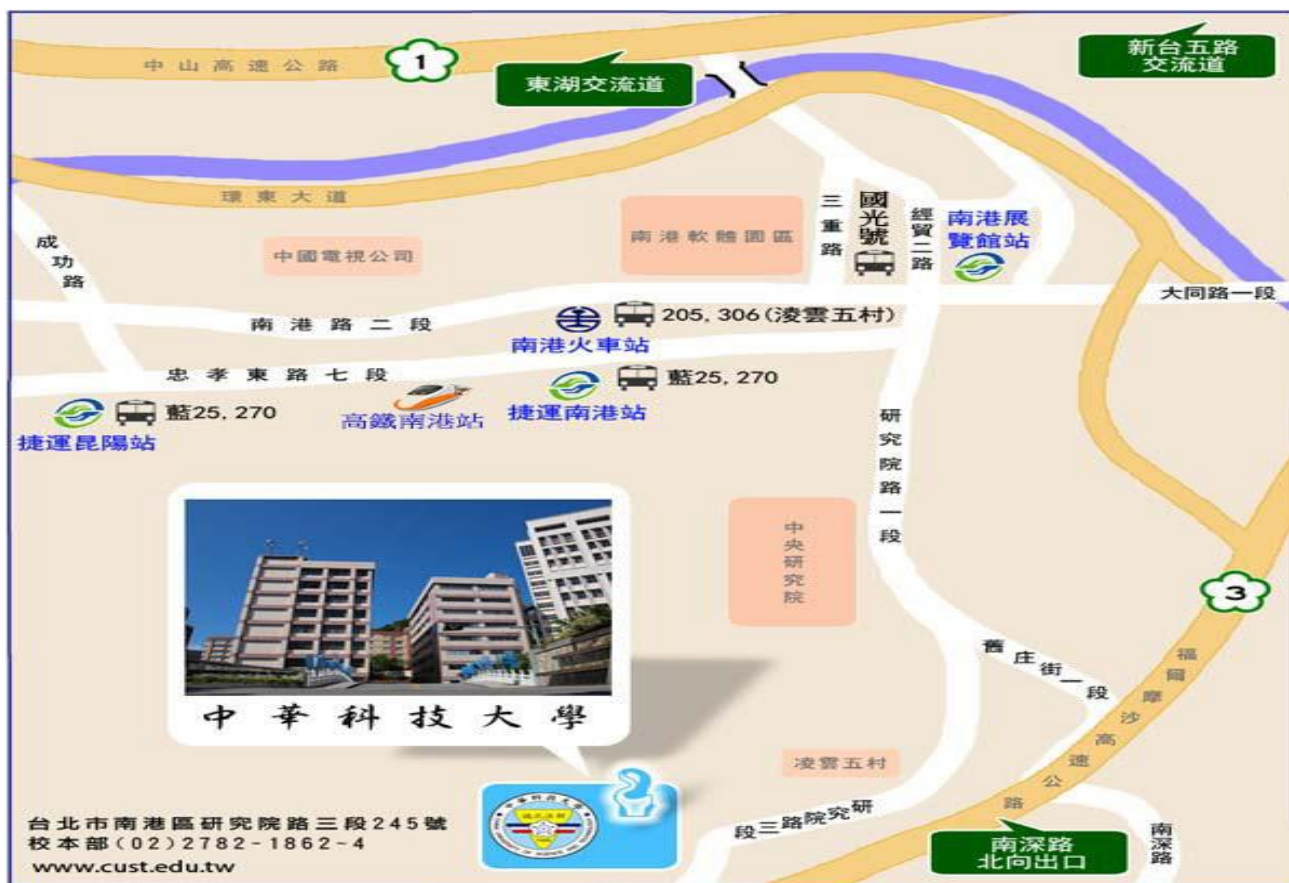 中山高速公路
1
東湖交流道
新台五路
交流道
環東大道
成功路
中國電視公司
南港軟體園區
三重路
國光號
經貿二路
南港展
覽館站
大同路一段
南港路二段
205, 306(淩雲五村)
南港火車站
忠孝東路七段
藍25, 270
捷運昆陽站
高鐵南港站
藍25, 270
捷運南港站
研究院路一段
中央研究院
3
舊庄街一段
福爾摩沙高速公路
中華科技大學
凌雲五村
研究院路三段
南深路
北向出口
南深路
台北市南港區研究院路三段245號
校本部(02)2782-1862-4
www.cust.edu.tw
中華科技大學